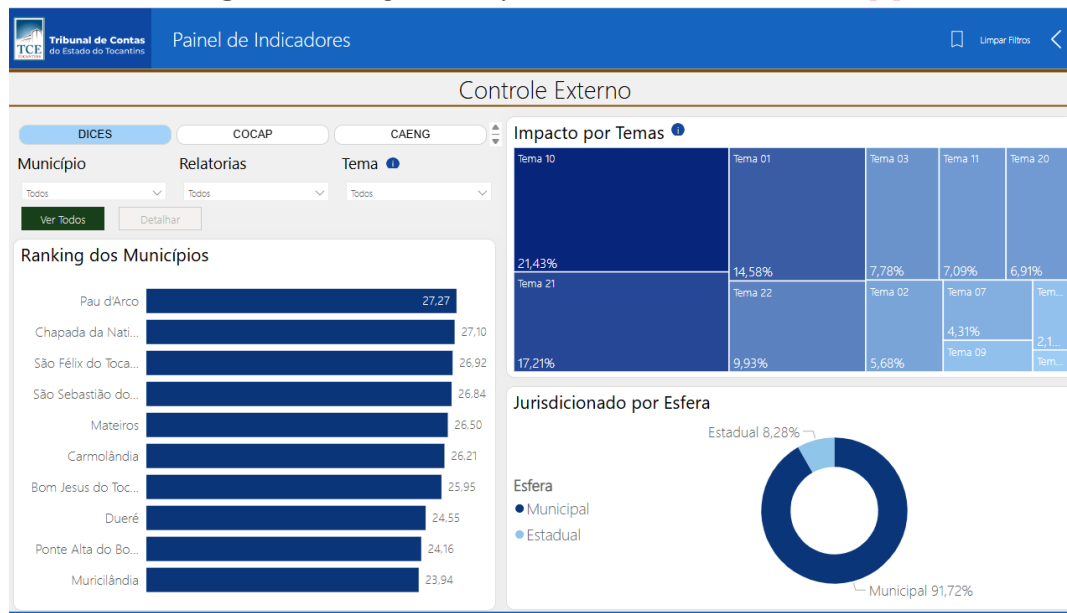 Tribunal de Contas
do Estado do Tocantins
TCE
TOCANTINS
Painel de Indicadores
Limpar Filtros
Controle Externo
DICES
COCAP
CAENG
Município
Relatorias
Tema
Todos
Todos
Todos
Ver Todos
Detalhar
Ranking dos Municípios
Pau d'Arco 27,27
Chapada da Nati... 27,10
São Félix do Toca... 26,92
São Sebastião do... 26,84
Mateiros 26,50
Carmolândia 26,21
Bom Jesus do Toc... 25,95
Dueré 24,55
Ponte Alta do Bo... 24,16
Muricilândia 23,94
Impacto por Temas
Tema 10
21,43%
Tema 21
17,21%
Tema 01
14,58%
Tema 22
9,93%
Tema 03
7,78%
Tema 02
5,68%
Tema 11
7,09%
Tema 20
6,91%
Tema 07
4,31%
Tema 09
Tem...
2,1...
Tem...
Jurisdicionado por Esfera
Estadual 8,28%
Esfera
Municipal
Estadual
Municipal 91,72%